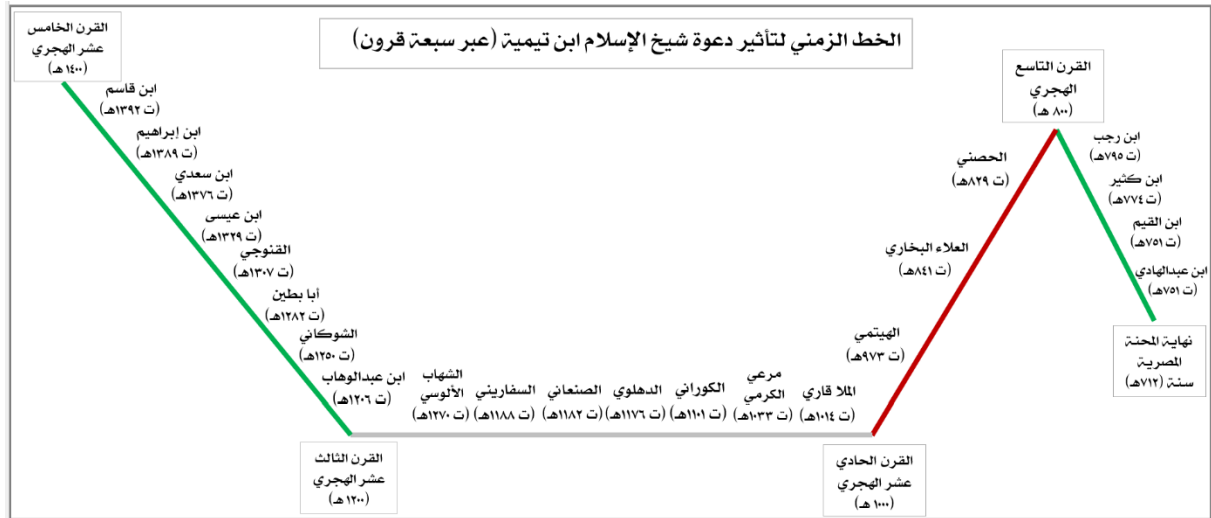 الخط الزمني لتأثير دعوة شيخ الإسلام ابن تيمية (عبر سبعة قرون)
نهاية المحنة
المصرية
سنة (٧١٢هـ)
ابن عبدالهادي
(ت ٧٥١هـ)
ابن القيم
(ت ٧٥١هـ)
ابن كثير
(ت ٧٧٤هـ)
ابن رجب
(ت ٧٩٥هـ)
القرن التاسع
الهجري
(٨٠٠ هـ)
الحصني
(ت ٨٢٩هـ)
العلاء البخاري
(ت ٨٤١هـ)
الهيتمي
(ت ٩٧٣هـ)
القرن الحادي
عشر الهجري
(١٠٠٠ هـ)
الملا قاري
(ت ١٠١٤هـ)
مرعي
الكرمي
(ت ١٠٣٣هـ)
الكوراني
(ت ١١٠١هـ)
الدهلوي
(ت ١١٧٦هـ)
الصنعاني
(ت ١١٨٢هـ)
السفاريني
(ت ١١٨٨هـ)
الشهاب
الألوسي
(ت ١٢٧٠هـ)
القرن الثالث
عشر الهجري
(١٢٠٠ هـ)
ابن عبدالوهاب
(ت ١٢٠٦هـ)
الشوكاني
(ت ١٢٥٠هـ)
أبا بطين
(ت ١٢٨٢هـ)
القنوجي
(ت ١٣٠٧هـ)
ابن عيسى
(ت ١٣٢٩هـ)
ابن سعدي
(ت ١٣٧٦هـ)
ابن إبراهيم
(ت ١٣٨٩هـ)
ابن قاسم
(ت ١٣٩٢هـ)
القرن الخامس
عشر الهجري
(١٤٠٠ هـ)